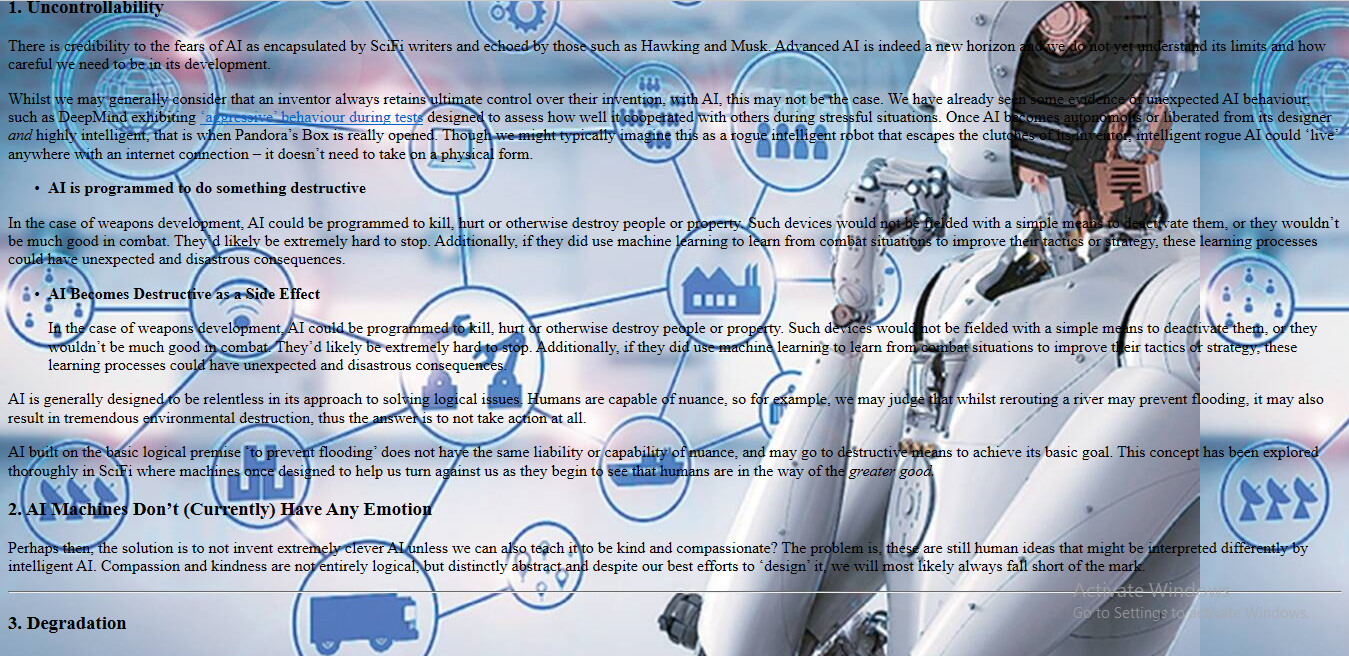 1. Uncontrollability
There is credibility to the fears of AI as encapsulated by SciFi writers and echoed by those such as Hawking and Musk. Advanced AI is indeed a new horizon and we do not yet understand its limits and how
careful we need to be in its development.
Whilst we may generally consider that an inventor always retains ultimate control over their invention, with AI, this may not be the case. We have already seen some evidence of unexpected AI behaviour,
such as DeepMind exhibiting ‘aggressive’ behaviour during tests designed to assess how well it cooperated with others during stressful situations. Once AI becomes autonomous or liberated from its designer
and highly intelligent, that is when Pandora’s Box is really opened. Though we might typically imagine this as a rogue intelligent robot that escapes the clutches of its inventor, intelligent rogue AI could ‘live’
anywhere with an internet connection – it doesn’t need to take on a physical form.
• AI is programmed to do something destructive
In the case of weapons development, AI could be programmed to kill, hurt or otherwise destroy people or property. Such devices would not be fielded with a simple means to deactivate them, or they wouldn’t
be much good in combat. They’d likely be extremely hard to stop. Additionally, if they did use machine learning to learn from combat situations to improve their tactics or strategy, these learning processes
could have unexpected and disastrous consequences.
• AI Becomes Destructive as a Side Effect
In the case of weapons development, AI could be programmed to kill, hurt or otherwise destroy people or property. Such devices would not be fielded with a simple means to deactivate them, or they
wouldn’t be much good in combat. They’d likely be extremely hard to stop. Additionally, if they did use machine learning to learn from combat situations to improve their tactics or strategy, these
learning processes could have unexpected and disastrous consequences.
AI is generally designed to be relentless in its approach to solving logical issues. Humans are capable of nuance, so for example, we may judge that whilst rerouting a river may prevent flooding, it may also
result in tremendous environmental destruction, thus the answer is to not take action at all.
AI built on the basic logical premise ‘to prevent flooding’ does not have the same liability or capability of nuance, and may go to destructive means to achieve its basic goal. This concept has been explored
thoroughly in SciFi where machines once designed to help us turn against us as they begin to see that humans are in the way of the greater good.
2. AI Machines Don’t (Currently) Have Any Emotion
Perhaps then, the solution is to not invent extremely clever AI unless we can also teach it to be kind and compassionate? The problem is, these are still human ideas that might be interpreted differently by
intelligent AI. Compassion and kindness are not entirely logical, but distinctly abstract and despite our best efforts to ‘design’ it, we will most likely always fall short of the mark.
Activate Windows
Go to Settings to activate Windows.
3. Degradation